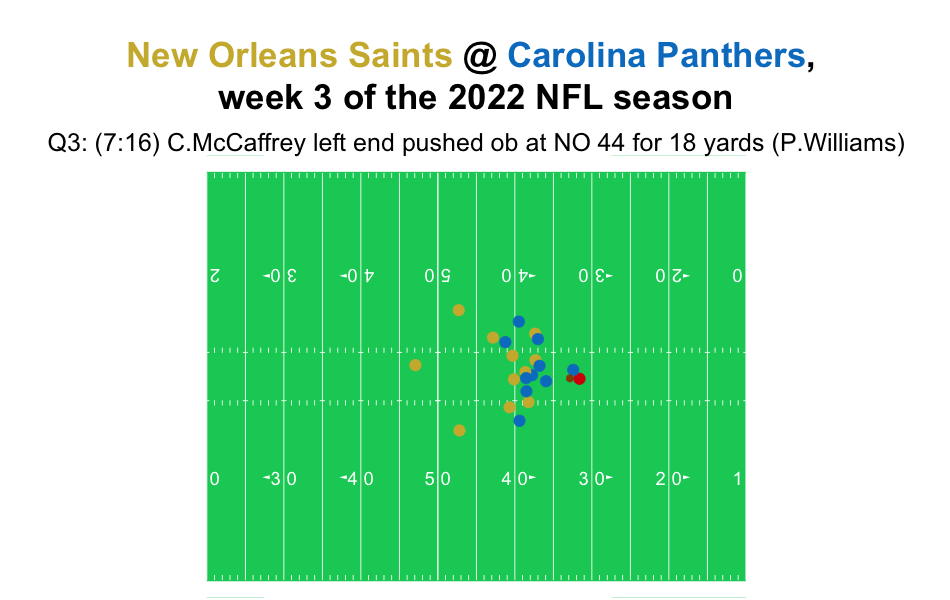 New Orleans Saints @ Carolina Panthers,
week 3 of the 2022 NFL season
Q3: (7:16) C.McCaffrey left end pushed ob at NO 44 for 18 yards (P.Williams)
2 3 0 4 0 5 0 4 0 3 0 2 0 0
0 3 0 4 0 5 0 4 0 3 0 2 0 1